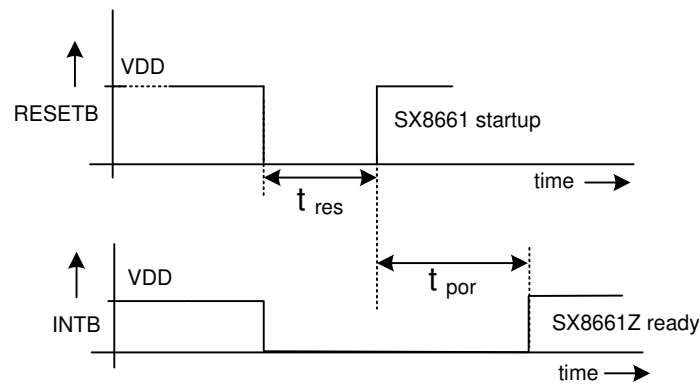 VDD
RESETB
SX8661 startup
time
t res
VDD
t por
INTB
SX8661Z ready
time